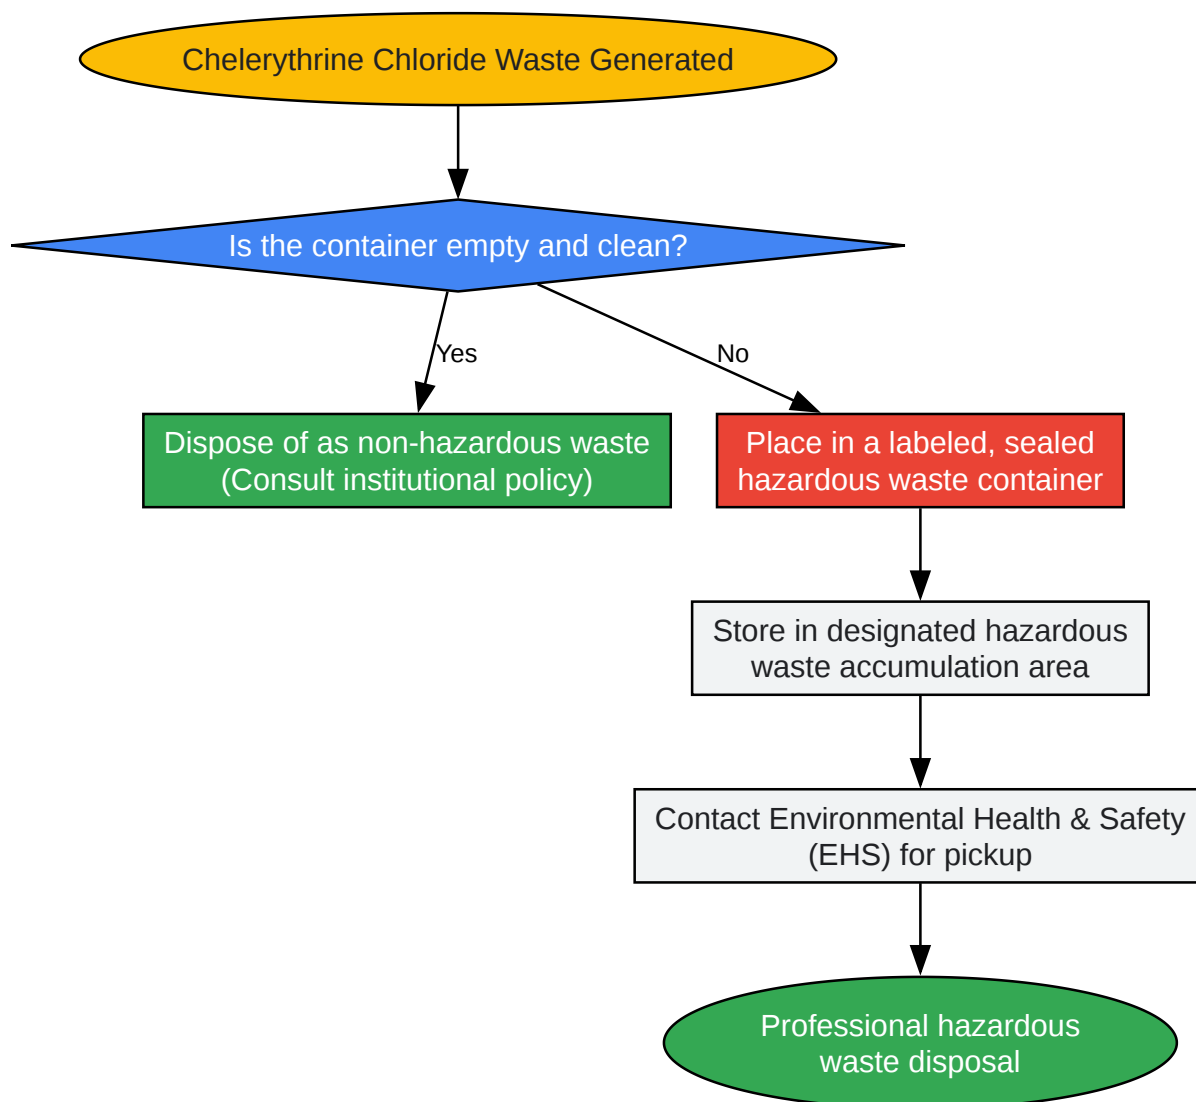 Chelerythrine Chloride Waste Generated
Is the container empty and clean?
Yes
No
Dispose of as non-hazardous waste
(Consult institutional policy)
Place in a labeled, sealed
hazardous waste container
Store in designated hazardous
waste accumulation area
Contact Environmental Health & Safety
(EHS) for pickup
Professional hazardous
waste disposal